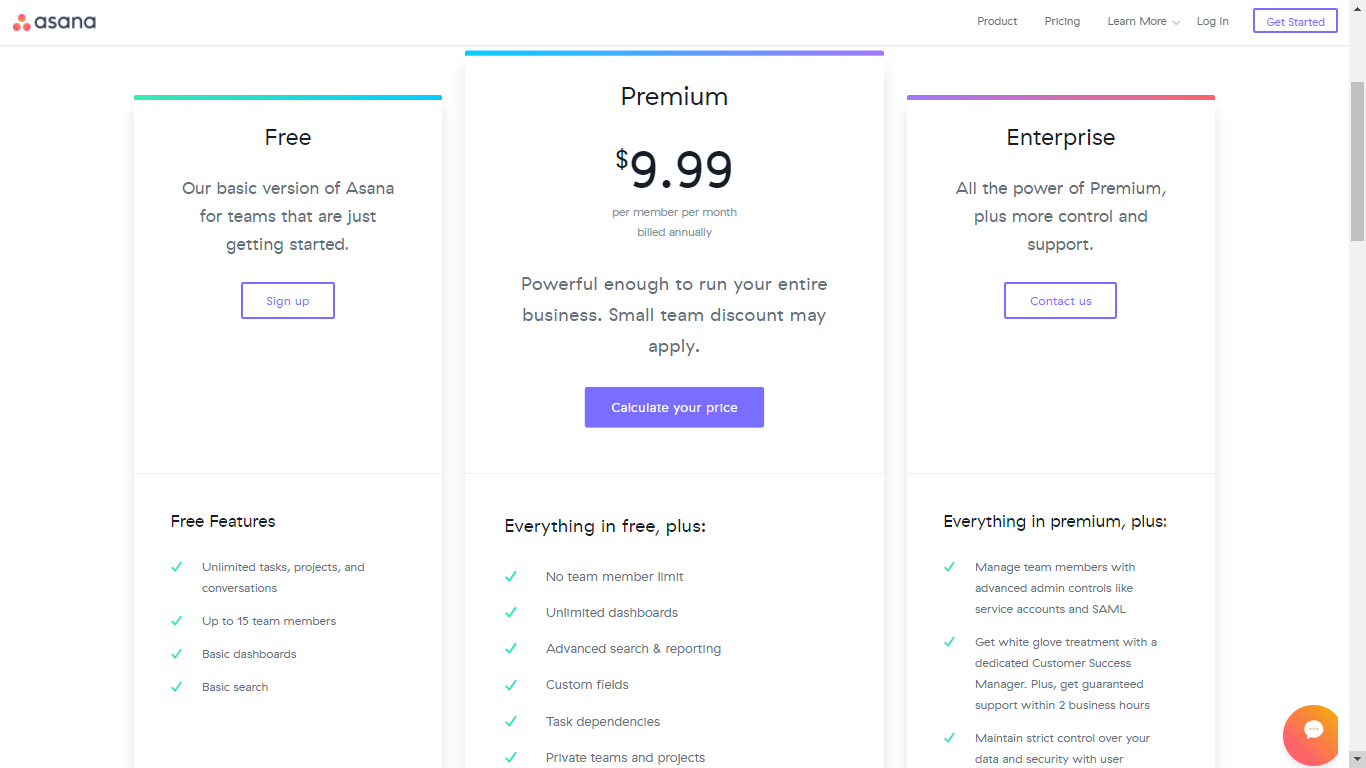 asana
Product
Pricing
Learn More
Log In
Get Started
Free
Our basic version of Asana
for teams that are just
getting started.
Sign up
Free Features
Unlimited tasks, projects, and
conversations
Up to 15 team members
Basic dashboards
Basic search
Premium
$9.99
per member per month
billed annually
Powerful enough to run your entire
business. Small team discount may
apply.
Calculate your price
Everything in free, plus:
No team member limit
Unlimited dashboards
Advanced search & reporting
Custom fields
Task dependencies
Private teams and projects
Enterprise
All the power of Premium,
plus more control and
support.
Contact us
Everything in premium, plus:
Manage team members with
advanced admin controls like
service accounts and SAML
Get white glove treatment with a
dedicated Customer Success
Manager. Plus, get guaranteed
support within 2 business hours
Maintain strict control over your
data and security with user